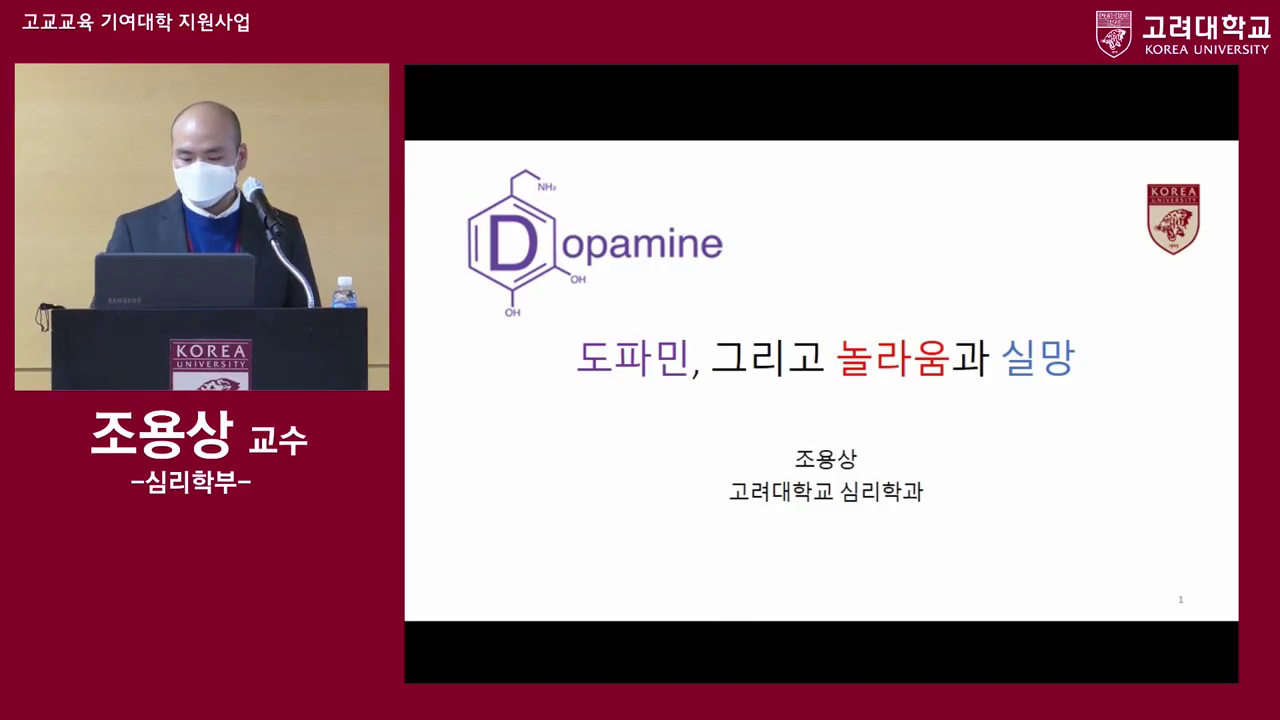 고교교육 기여대학 지원사업
고려대학교
KOREA UNIVERSITY
SAMSUNG
KOREA
UNIVERSITY
조용상 교수
-심리학부-
NH₂
Dopamine
OH
OH
KOREA
UNIVERSITY
도파민, 그리고 놀라움과 실망
조용상
고려대학교 심리학과
1